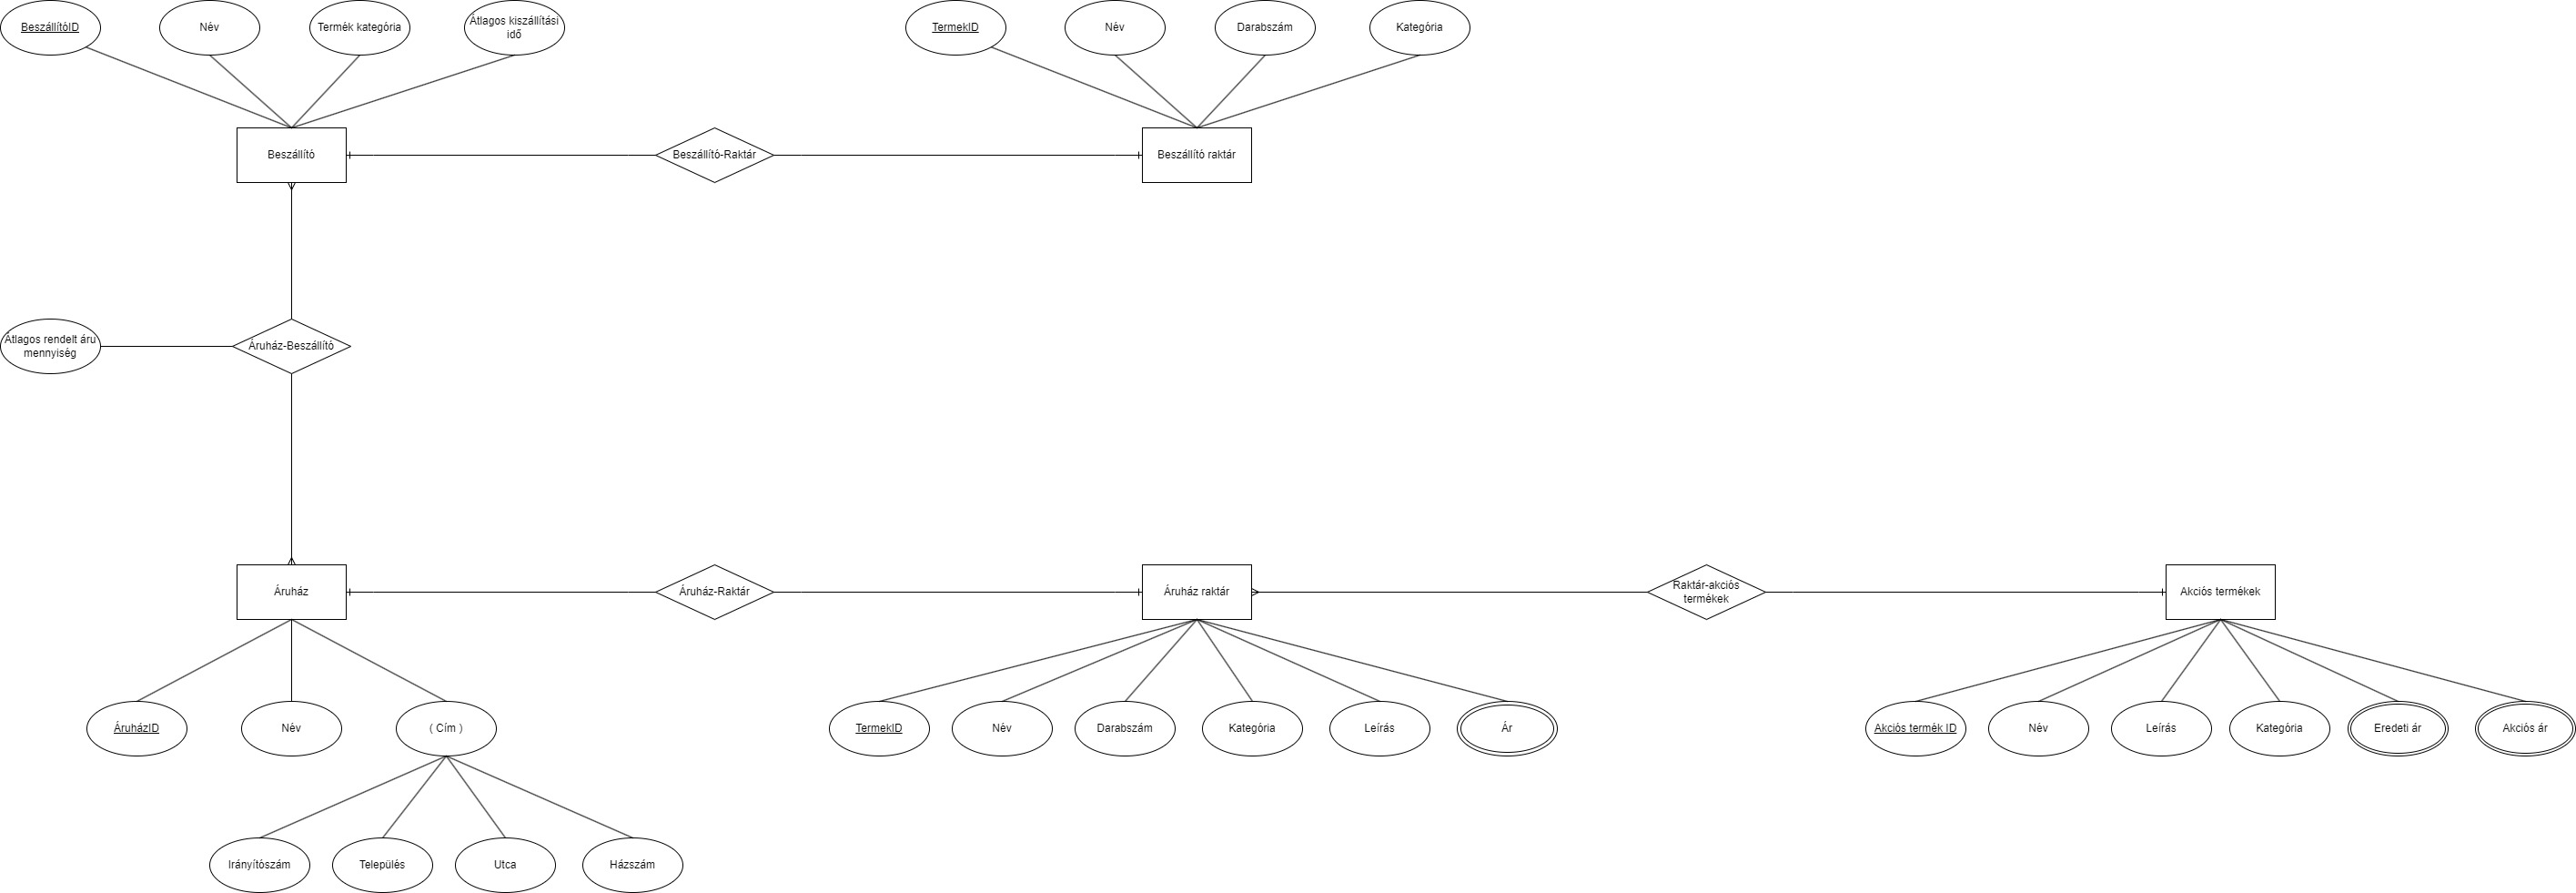 BeszállítóID
Név
Termék kategória
Átlagos kiszállítási
idő
TermekID
Név
Darabszám
Kategória
Beszállító
Beszállító-Raktár
Beszállító raktár
Átlagos rendelt áru
mennyiség
Áruház-Beszállító
Áruház
Áruház-Raktár
Áruház raktár
Raktár-akciós
termékek
Akciós termékek
ÁruházID
Név
( Cím )
TermekID
Név
Darabszám
Kategória
Leírás
Ár
Akciós termék ID
Név
Leírás
Kategória
Eredeti ár
Akciós ár
Irányítószám
Település
Utca
Házszám